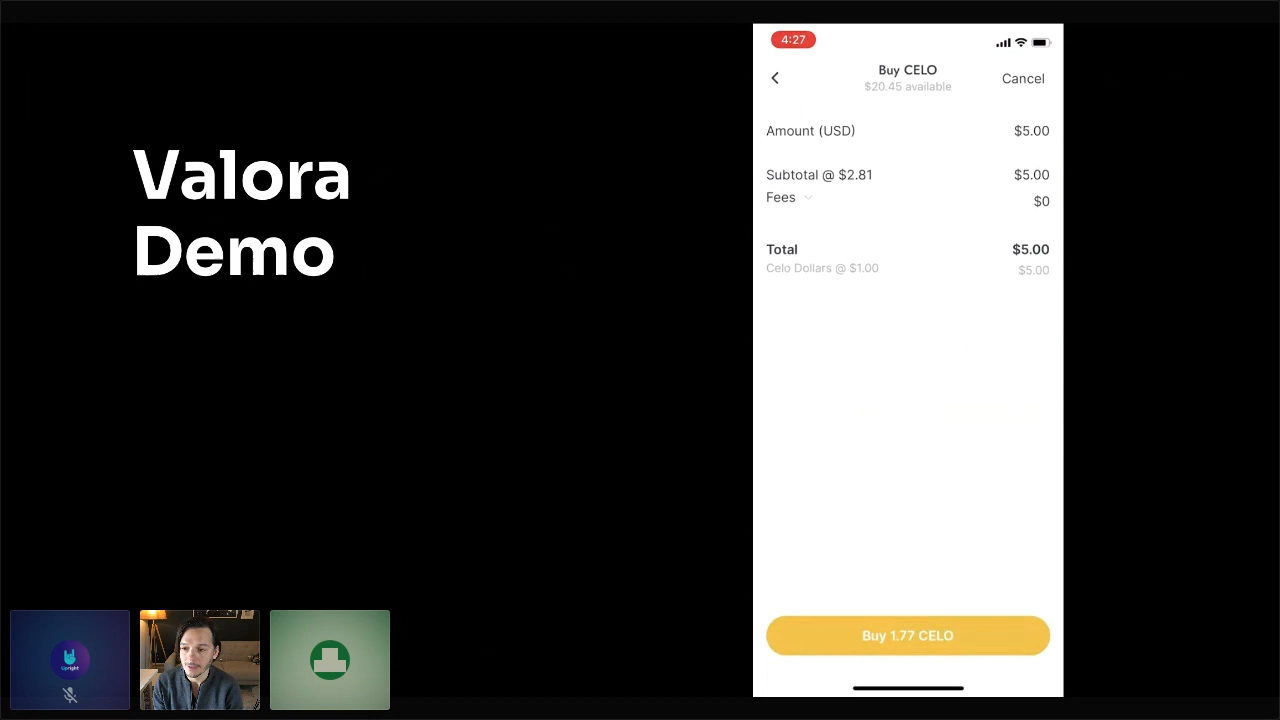 Valora
Demo
4:27
Buy CELO
$20.45 available
Cancel
Amount (USD) $5.00
Subtotal @ $2.81 $5.00
Fees $0
Total $5.00
Celo Dollars @ $1.00 $5.00
Buy 1.77 CELO
Upright